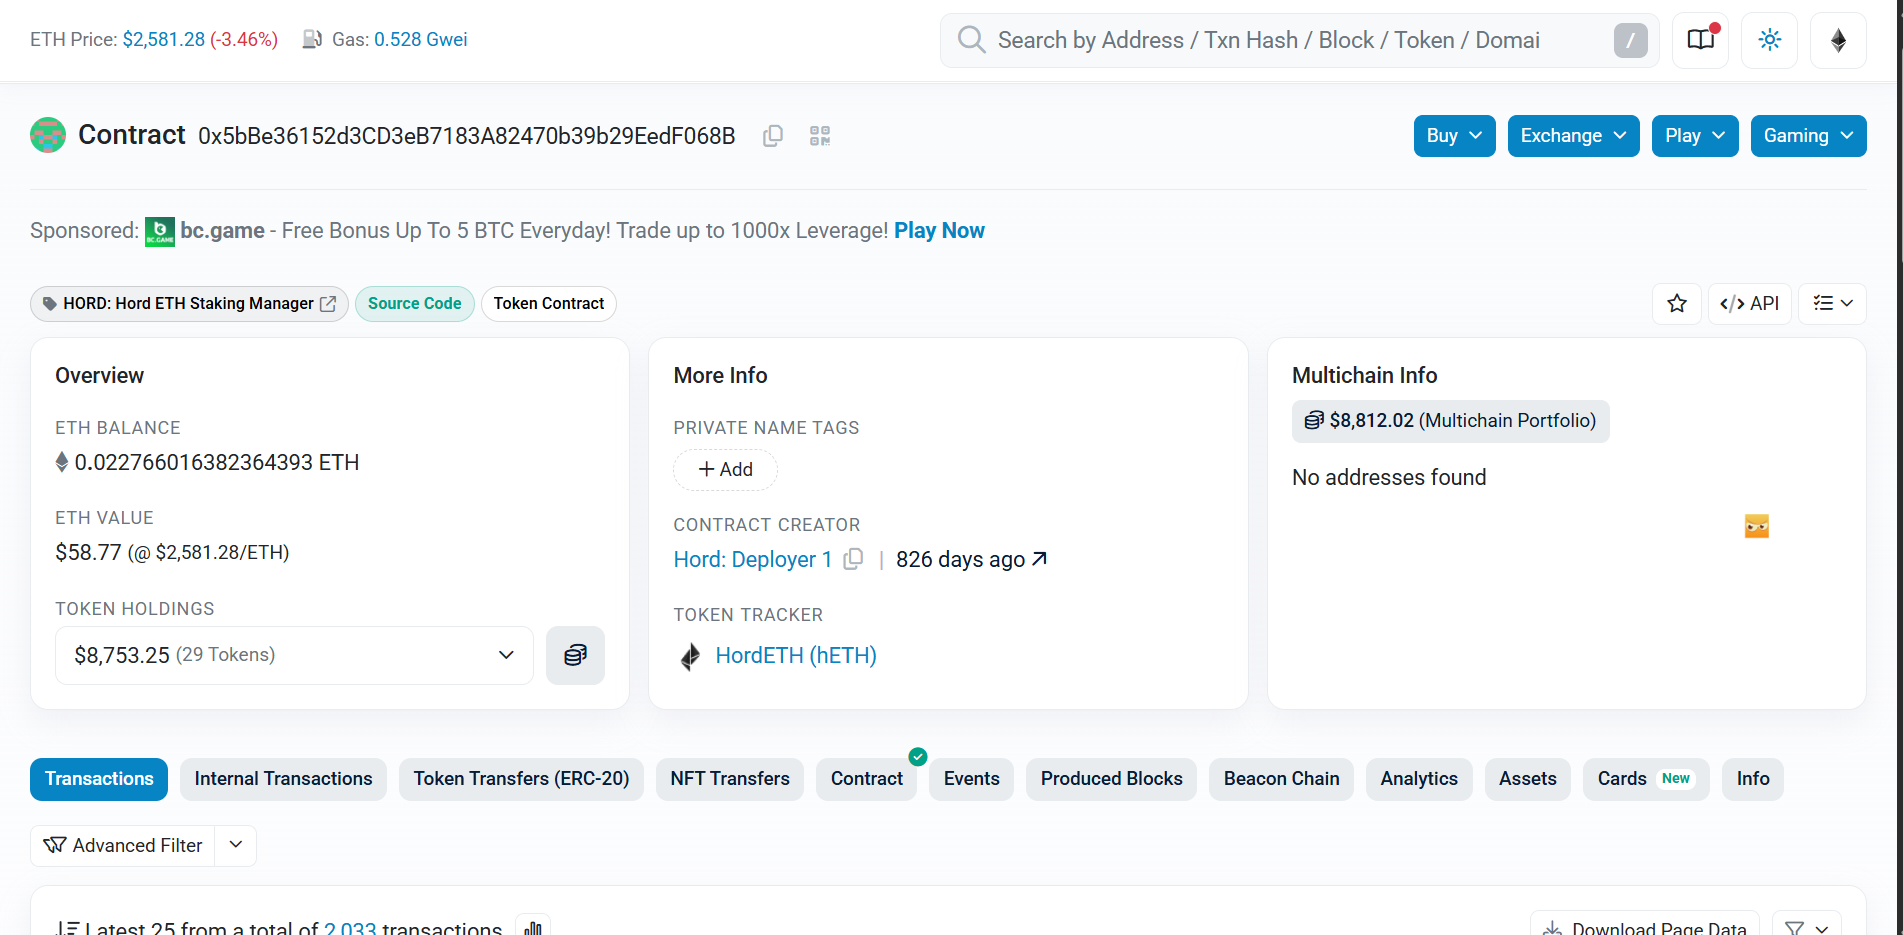 ETH Price: $2,581.28 (-3.46%) Gas: 0.528 Gwei
Search by Address / Txn Hash / Block / Token / Domai /
Contract 0x5bBe36152d3CD3eB7183A82470b39b29EedF068B
Buy Exchange Play Gaming
Sponsored: BC.GAME bc.game - Free Bonus Up To 5 BTC Everyday! Trade up to 1000x Leverage! Play Now
HORD: Hord ETH Staking Manager Source Code Token Contract
</> API
Overview
ETH BALANCE
0.022766016382364393 ETH
ETH VALUE
$58.77 (@ $2,581.28/ETH)
TOKEN HOLDINGS
$8,753.25 (29 Tokens)
More Info
PRIVATE NAME TAGS
+ Add
CONTRACT CREATOR
Hord: Deployer 1 | 826 days ago
TOKEN TRACKER
HordETH (hETH)
Multichain Info
$8,812.02 (Multichain Portfolio)
No addresses found
Transactions Internal Transactions Token Transfers (ERC-20) NFT Transfers Contract Events Produced Blocks Beacon Chain Analytics Assets Cards New Info
Advanced Filter
Latest 25 from a total of 2,033 transactions
Download Page Data